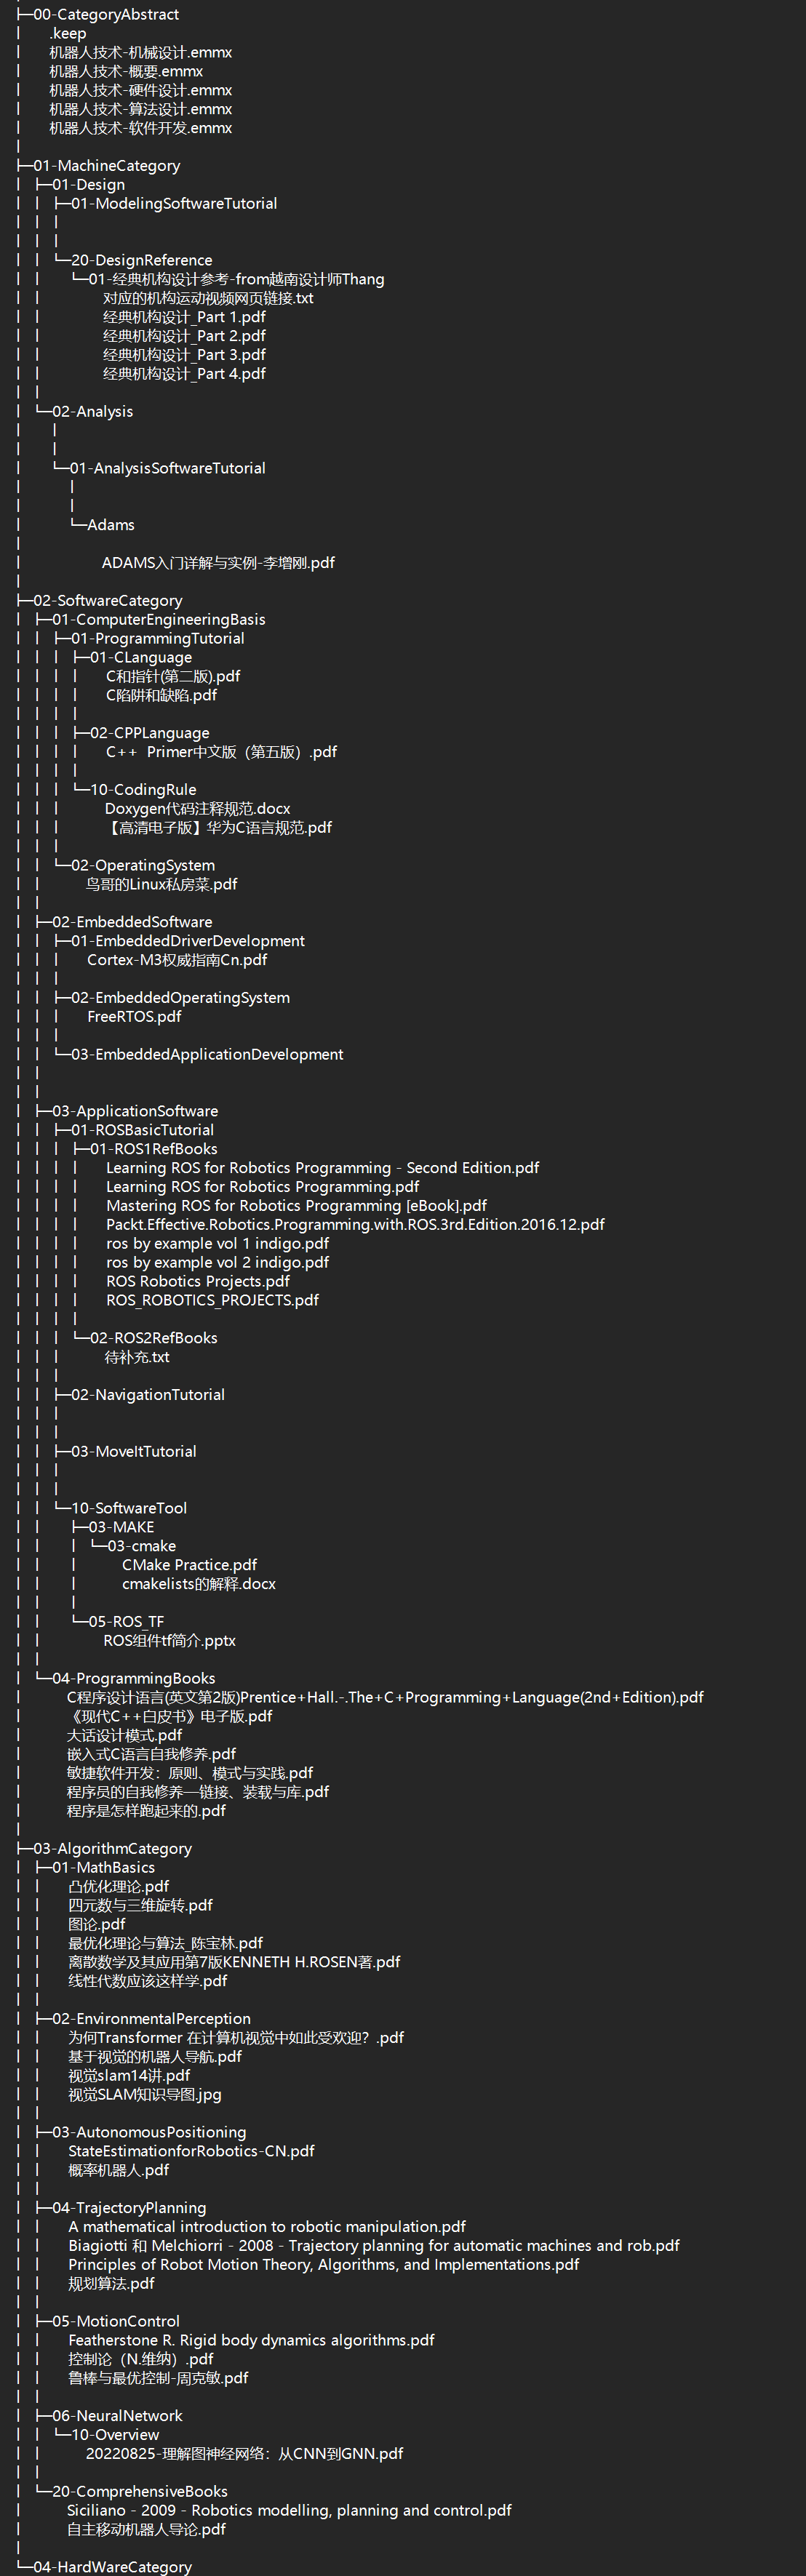 ├─00-CategoryAbstract
│ .keep
│ 机器人技术-机械设计.emmx
│ 机器人技术-概要.emmx
│ 机器人技术-硬件设计.emmx
│ 机器人技术-算法设计.emmx
│ 机器人技术-软件开发.emmx
│
├─01-MachineCategory
│ ├─01-Design
│ │ ├─01-ModelingSoftwareTutorial
│ │ │
│ │ │
│ │ └─20-DesignReference
│ │ └─01-经典机构设计参考-from越南设计师Thang
│ │ 对应的机构运动视频网页链接.txt
│ │ 经典机构设计_Part 1.pdf
│ │ 经典机构设计_Part 2.pdf
│ │ 经典机构设计_Part 3.pdf
│ │ 经典机构设计_Part 4.pdf
│ │
│ └─02-Analysis
│ │
│ │
│ └─01-AnalysisSoftwareTutorial
│ │
│ │
│ └─Adams
│
│ ADAMS入门详解与实例-李增刚.pdf
│
├─02-SoftwareCategory
│ ├─01-ComputerEngineeringBasis
│ │ ├─01-ProgrammingTutorial
│ │ │ ├─01-CLanguage
│ │ │ │ C和指针(第二版).pdf
│ │ │ │ C陷阱和缺陷.pdf
│ │ │ │
│ │ │ ├─02-CPPLanguage
│ │ │ │ C++ Primer中文版（第五版）.pdf
│ │ │ │
│ │ │ └─10-CodingRule
│ │ │ Doxygen代码注释规范.docx
│ │ │ 【高清电子版】华为C语言规范.pdf
│ │ │
│ │ └─02-OperatingSystem
│ │ 鸟哥的Linux私房菜.pdf
│ │
│ ├─02-EmbeddedSoftware
│ │ ├─01-EmbeddedDriverDevelopment
│ │ │ Cortex-M3权威指南Cn.pdf
│ │ │
│ │ ├─02-EmbeddedOperatingSystem
│ │ │ FreeRTOS.pdf
│ │ │
│ │ └─03-EmbeddedApplicationDevelopment
│ │
│ │
│ ├─03-ApplicationSoftware
│ │ ├─01-ROSBasicTutorial
│ │ │ ├─01-ROS1RefBooks
│ │ │ │ Learning ROS for Robotics Programming - Second Edition.pdf
│ │ │ │ Learning ROS for Robotics Programming.pdf
│ │ │ │ Mastering ROS for Robotics Programming [eBook].pdf
│ │ │ │ Packt.Effective.Robotics.Programming.with.ROS.3rd.Edition.2016.12.pdf
│ │ │ │ ros by example vol 1 indigo.pdf
│ │ │ │ ros by example vol 2 indigo.pdf
│ │ │ │ ROS Robotics Projects.pdf
│ │ │ │ ROS_ROBOTICS_PROJECTS.pdf
│ │ │ │
│ │ │ └─02-ROS2RefBooks
│ │ │ 待补充.txt
│ │ │
│ │ ├─02-NavigationTutorial
│ │ │
│ │ │
│ │ ├─03-MoveItTutorial
│ │ │
│ │ │
│ │ └─10-SoftwareTool
│ │ ├─03-MAKE
│ │ │ └─03-cmake
│ │ │ CMake Practice.pdf
│ │ │ cmakelists的解释.docx
│ │ │
│ │ └─05-ROS_TF
│ │ ROS组件tf简介.pptx
│ │
│ └─04-ProgrammingBooks
│ C程序设计语言(英文第2版)Prentice+Hall.-.The+C+Programming+Language(2nd+Edition).pdf
│ 《现代C++白皮书》电子版.pdf
│ 大话设计模式.pdf
│ 嵌入式C语言自我修养.pdf
│ 敏捷软件开发：原则、模式与实践.pdf
│ 程序员的自我修养—链接、装载与库.pdf
│ 程序是怎样跑起来的.pdf
│
├─03-AlgorithmCategory
│ ├─01-MathBasics
│ │ 凸优化理论.pdf
│ │ 四元数与三维旋转.pdf
│ │ 图论.pdf
│ │ 最优化理论与算法_陈宝林.pdf
│ │ 离散数学及其应用第7版KENNETH H.ROSEN著.pdf
│ │ 线性代数应该这样学.pdf
│ │
│ ├─02-EnvironmentalPerception
│ │ 为何Transformer 在计算机视觉中如此受欢迎？.pdf
│ │ 基于视觉的机器人导航.pdf
│ │ 视觉slam14讲.pdf
│ │ 视觉SLAM知识导图.jpg
│ │
│ ├─03-AutonomousPositioning
│ │ StateEstimationforRobotics-CN.pdf
│ │ 概率机器人.pdf
│ │
│ ├─04-TrajectoryPlanning
│ │ A mathematical introduction to robotic manipulation.pdf
│ │ Biagiotti 和 Melchiorri - 2008 - Trajectory planning for automatic machines and rob.pdf
│ │ Principles of Robot Motion Theory, Algorithms, and Implementations.pdf
│ │ 规划算法.pdf
│ │
│ ├─05-MotionControl
│ │ Featherstone R. Rigid body dynamics algorithms.pdf
│ │ 控制论（N.维纳）.pdf
│ │ 鲁棒与最优控制-周克敏.pdf
│ │
│ ├─06-NeuralNetwork
│ │ └─10-Overview
│ │ 20220825-理解图神经网络：从CNN到GNN.pdf
│ │
│ └─20-ComprehensiveBooks
│ Siciliano - 2009 - Robotics modelling, planning and control.pdf
│ 自主移动机器人导论.pdf
│
└─04-HardWareCategory